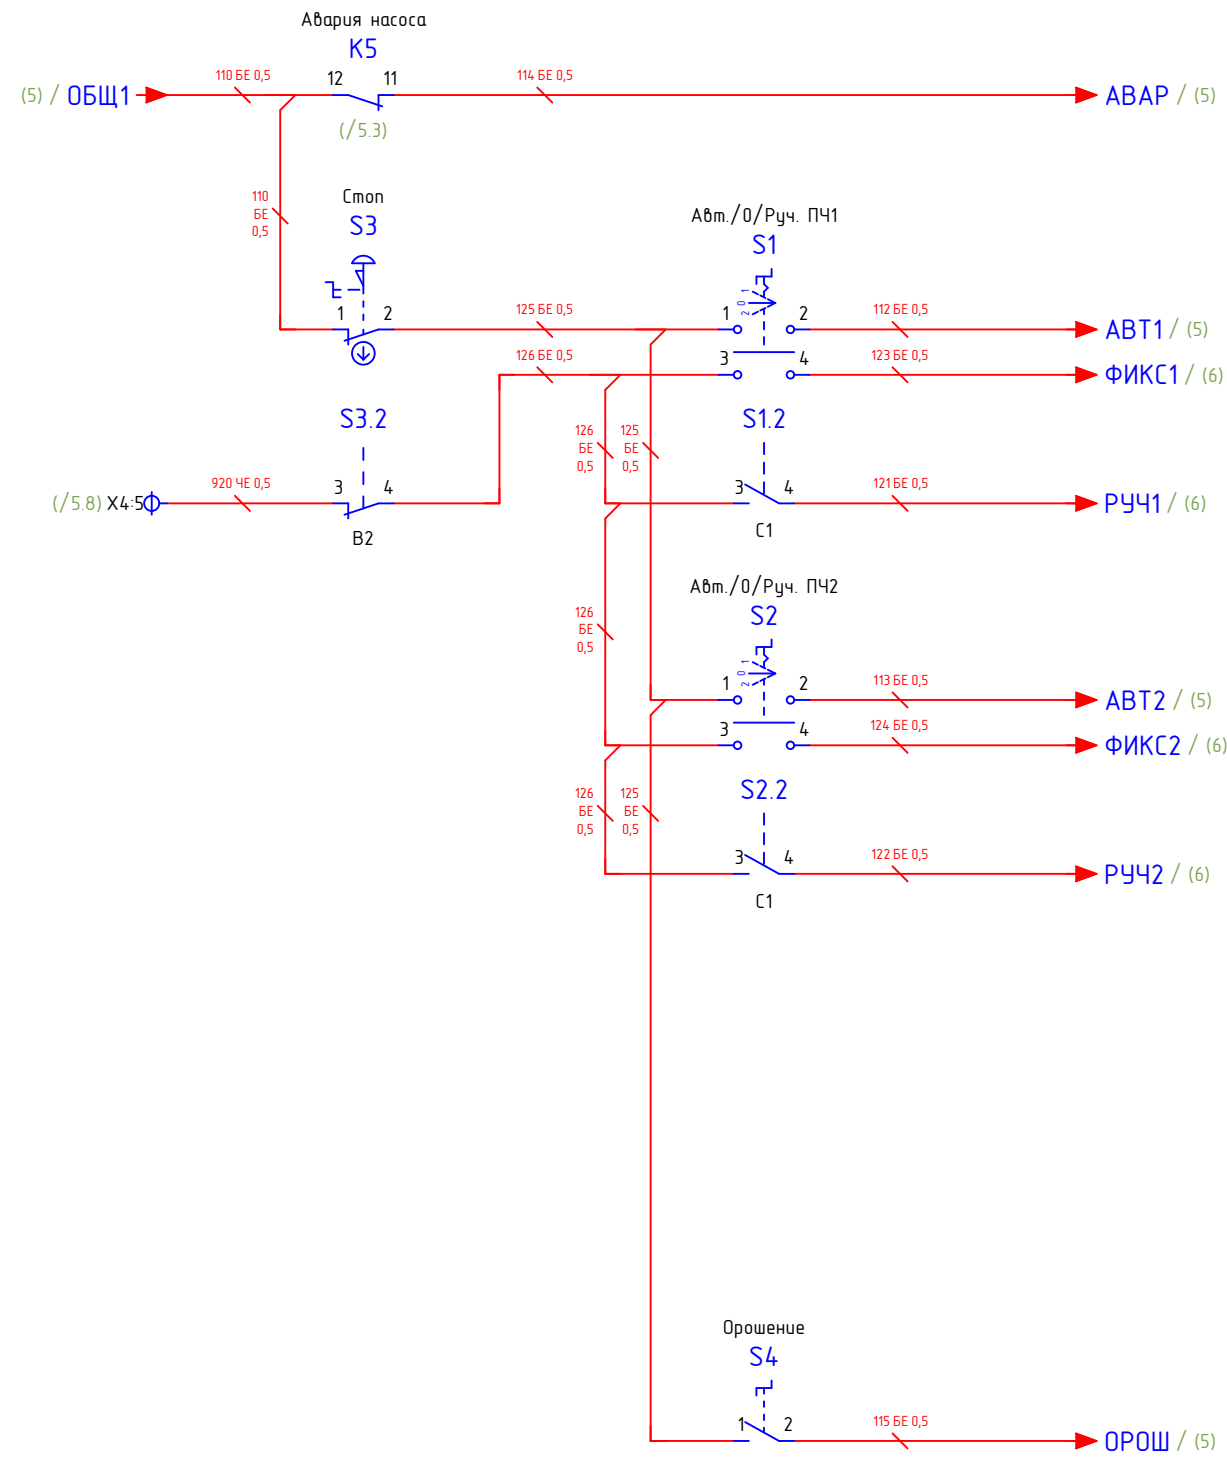 Авария насоса
K5
(5) / ОБЩ1
110 БЕ 0,5
12
11
114 БЕ 0,5
АВАР / (5)
(/5.3)
110
БЕ
0,5
Стоп
S3
Авт./0/Руч. ПЧ1
S1
2 0 1
1
2
125 БЕ 0,5
1
2
112 БЕ 0,5
АВТ1 / (5)
126 БЕ 0,5
3
4
123 БЕ 0,5
ФИКС1 / (6)
S3.2
126
БЕ
0,5
125
БЕ
0,5
S1.2
(/5.8) X4:5
920 ЧЕ 0,5
3
4
3
4
121 БЕ 0,5
РУЧ1 / (6)
B2
C1
Авт./0/Руч. ПЧ2
S2
126
БЕ
0,5
2 0 1
1
2
113 БЕ 0,5
АВТ2 / (5)
3
4
124 БЕ 0,5
ФИКС2 / (6)
126
БЕ
0,5
125
БЕ
0,5
S2.2
3
4
122 БЕ 0,5
РУЧ2 / (6)
C1
Орошение
S4
1
2
115 БЕ 0,5
ОРОШ / (5)